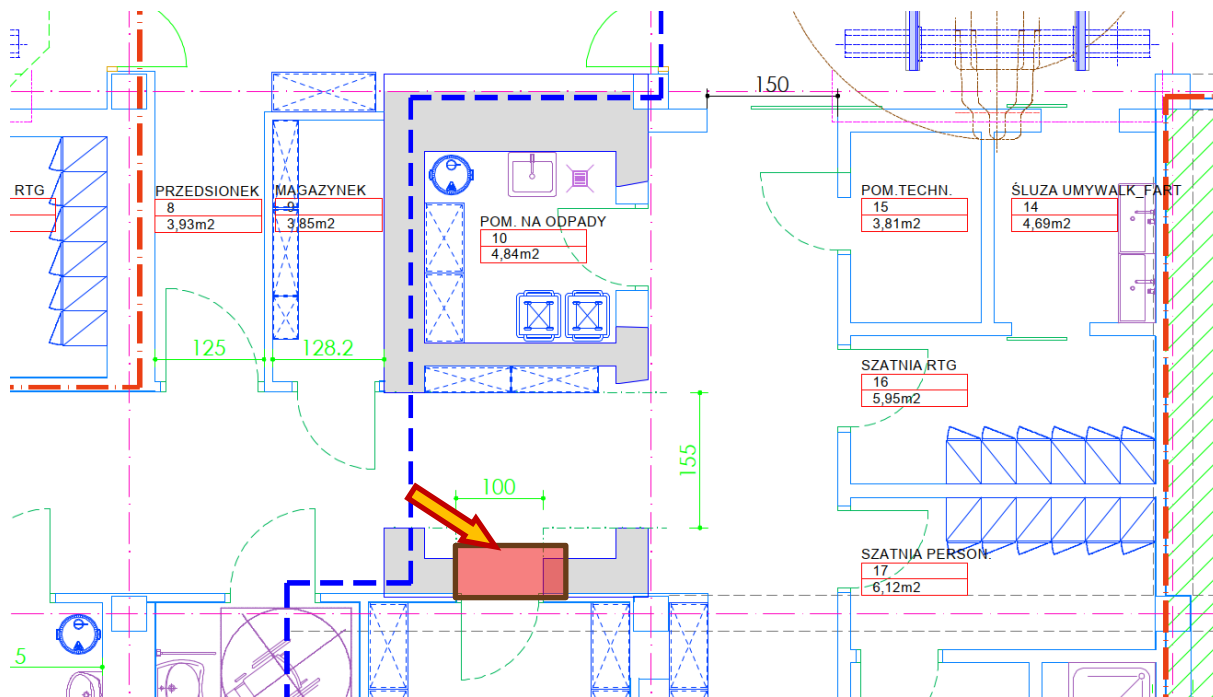 150
RTG
PRZEDSIONEK
8
3,93m2
MAGAZYNEK
9
3,85m2
POM. NA ODPADY
10
4,84m2
POM.TECHN.
15
3,81m2
ŚLUZA UMYWALK_FART
14
4,69m2
125
128.2
SZATNIA RTG
16
5,95m2
155
100
SZATNIA PERSON.
17
6,12m2
5